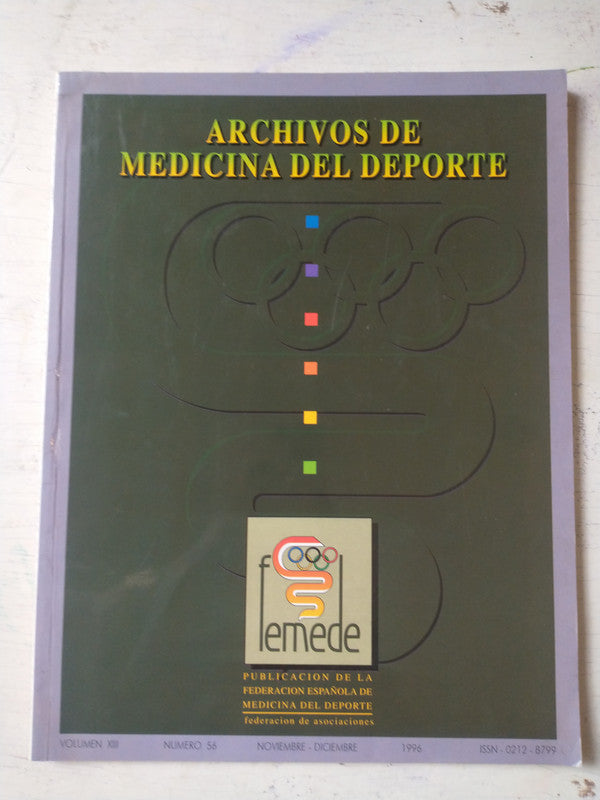 ARCHIVOS DE
MEDICINA DEL DEPORTE
femede
PUBLICACION DE LA
FEDERACION ESPAÑOLA DE
MEDICINA DEL DEPORTE
federacion de asociaciones
VOLUMEN XIII NUMERO 56 NOVIEMBRE - DICIEMBRE 1996 ISSN - 0212 - 8799